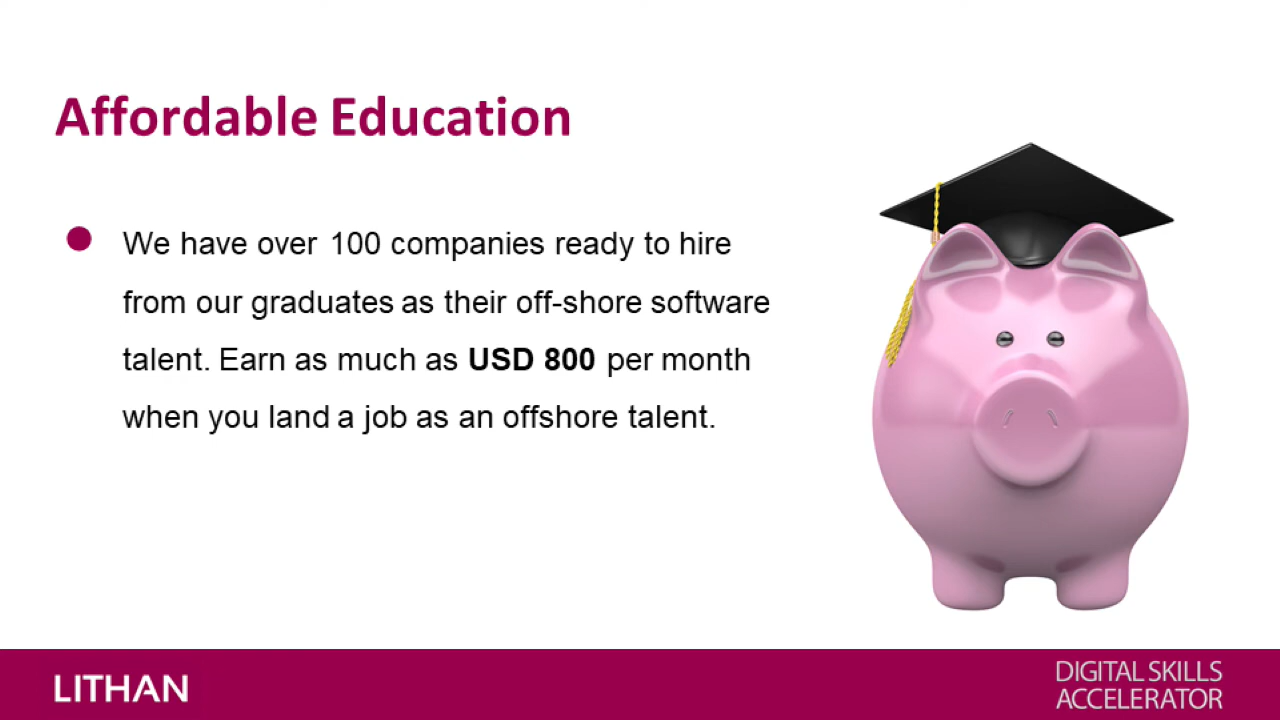 Affordable Education
We have over 100 companies ready to hire
from our graduates as their off-shore software
talent. Earn as much as USD 800 per month
when you land a job as an offshore talent.
LITHAN
DIGITAL SKILLS
ACCELERATOR